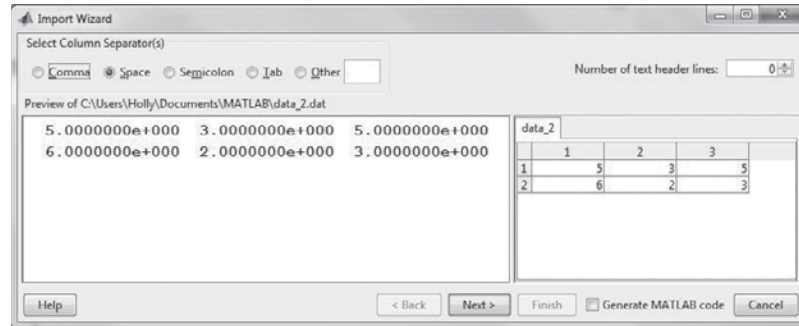 Import Wizard
Select Column Separator(s)
Comma Space Semicolon Tab Other
Number of text header lines: 0
Preview of C:\Users\Holly\Documents\MATLAB\data_2.dat
5.0000000e+000 3.0000000e+000 5.0000000e+000
6.0000000e+000 2.0000000e+000 3.0000000e+000
data_2
1 2 3
1 5 3 5
2 6 2 3
Help < Back Next > Finish Generate MATLAB code Cancel